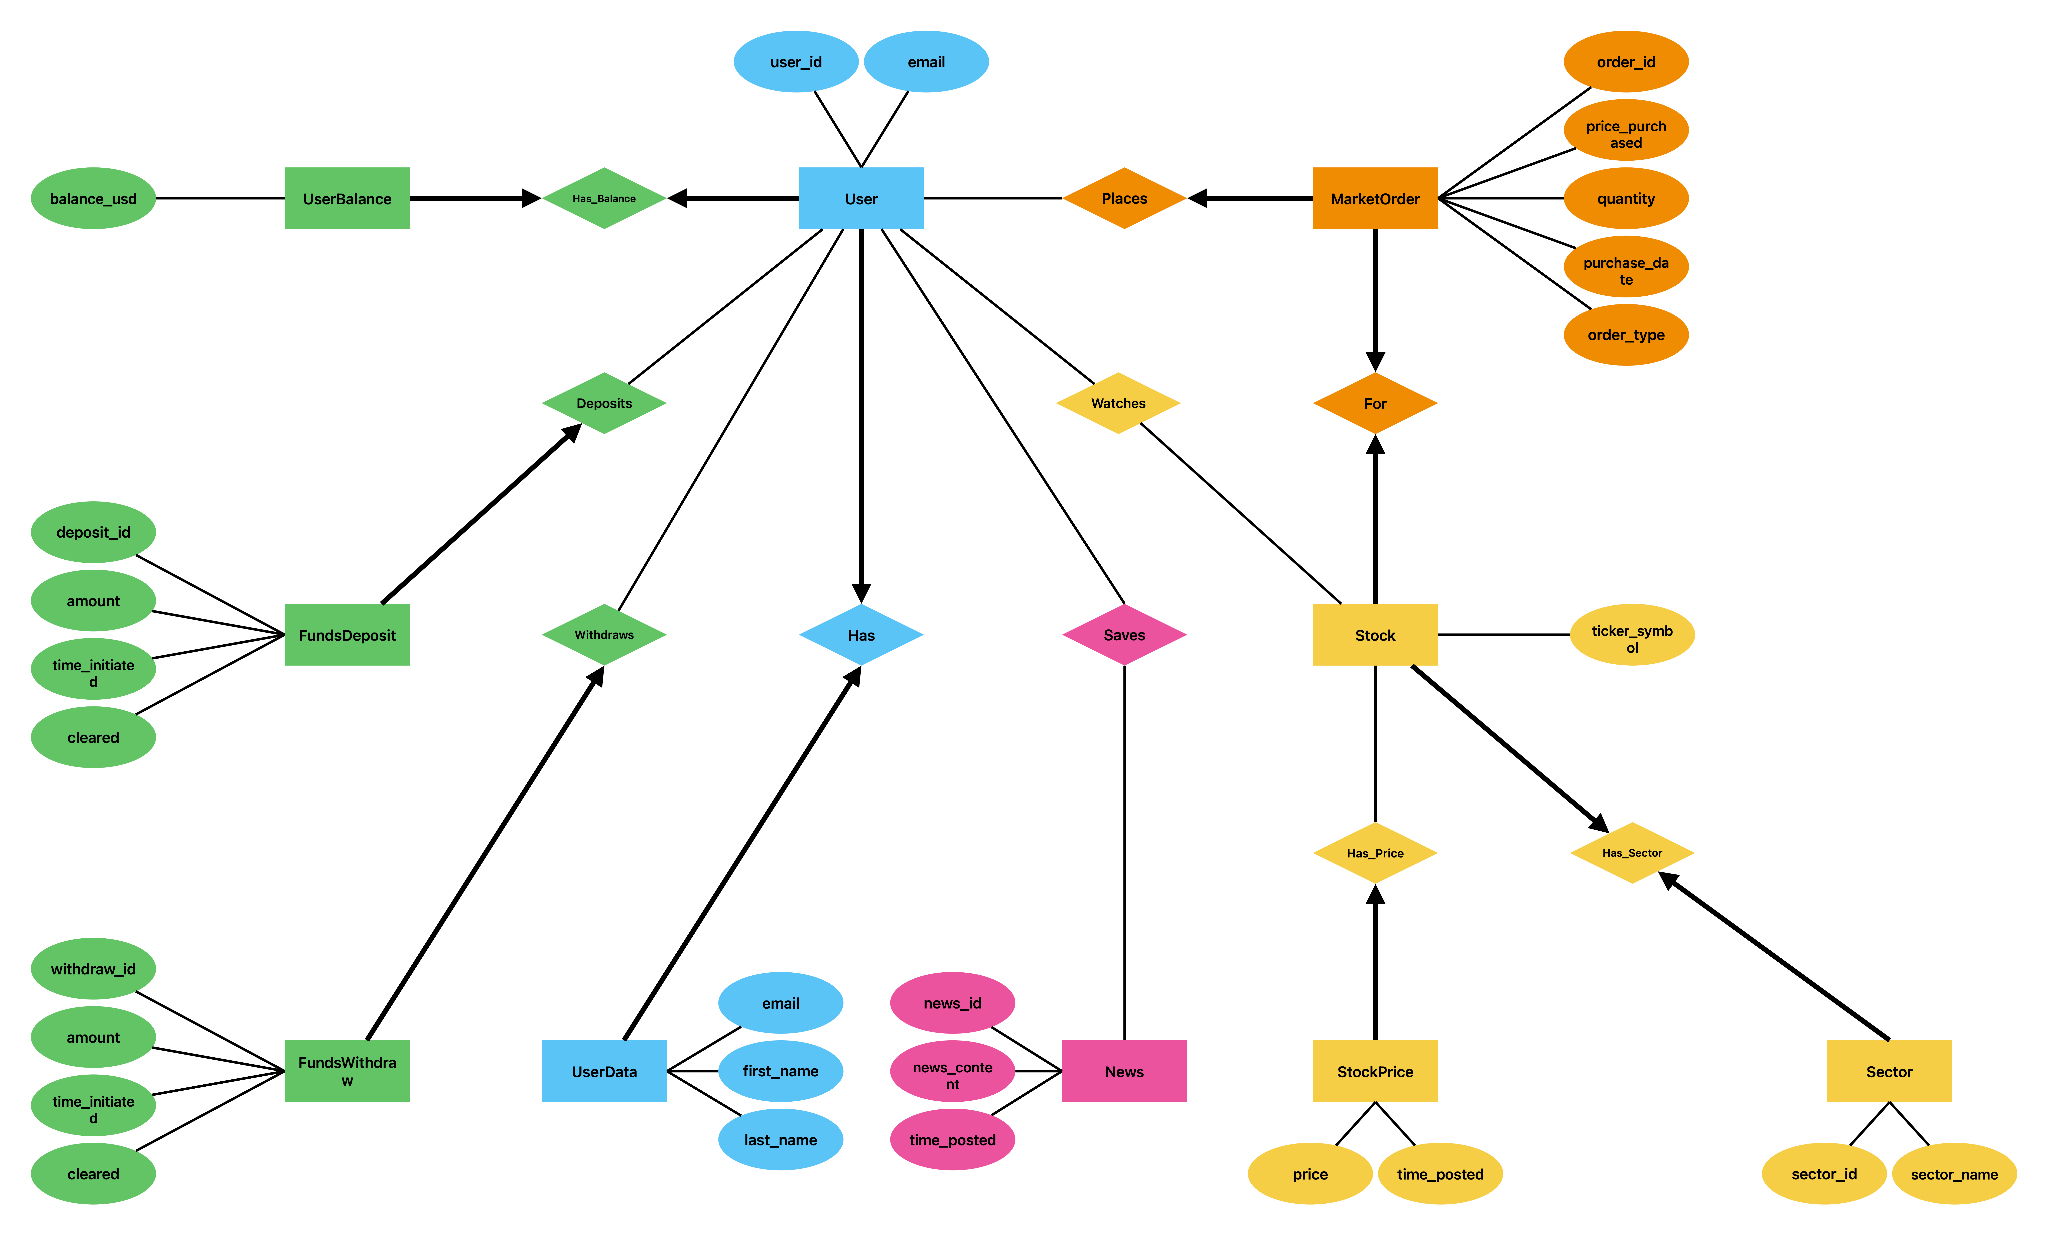 user_id
email
order_id
price_purch
ased
balance_usd
UserBalance
Has_Balance
User
Places
MarketOrder
quantity
purchase_da
te
order_type
Deposits
Watches
For
deposit_id
amount
time_initiate
d
cleared
FundsDeposit
Withdraws
Has
Saves
Stock
ticker_symb
ol
Has_Price
Has_Sector
withdraw_id
amount
time_initiate
d
cleared
FundsWithdra
w
UserData
email
first_name
last_name
news_id
news_conte
nt
time_posted
News
StockPrice
Sector
price
time_posted
sector_id
sector_name